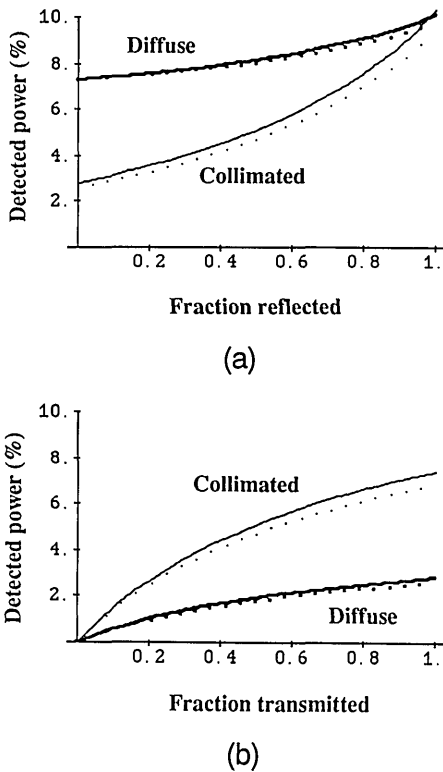 Detected power (%)
10.
8.
6.
4.
2.
Diffuse
Collimated
0.2 0.4 0.6 0.8 1.
Fraction reflected
(a)
Detected power (%)
10.
8.
6.
4.
2.
Collimated
Diffuse
0.2 0.4 0.6 0.8 1.
Fraction transmitted
(b)